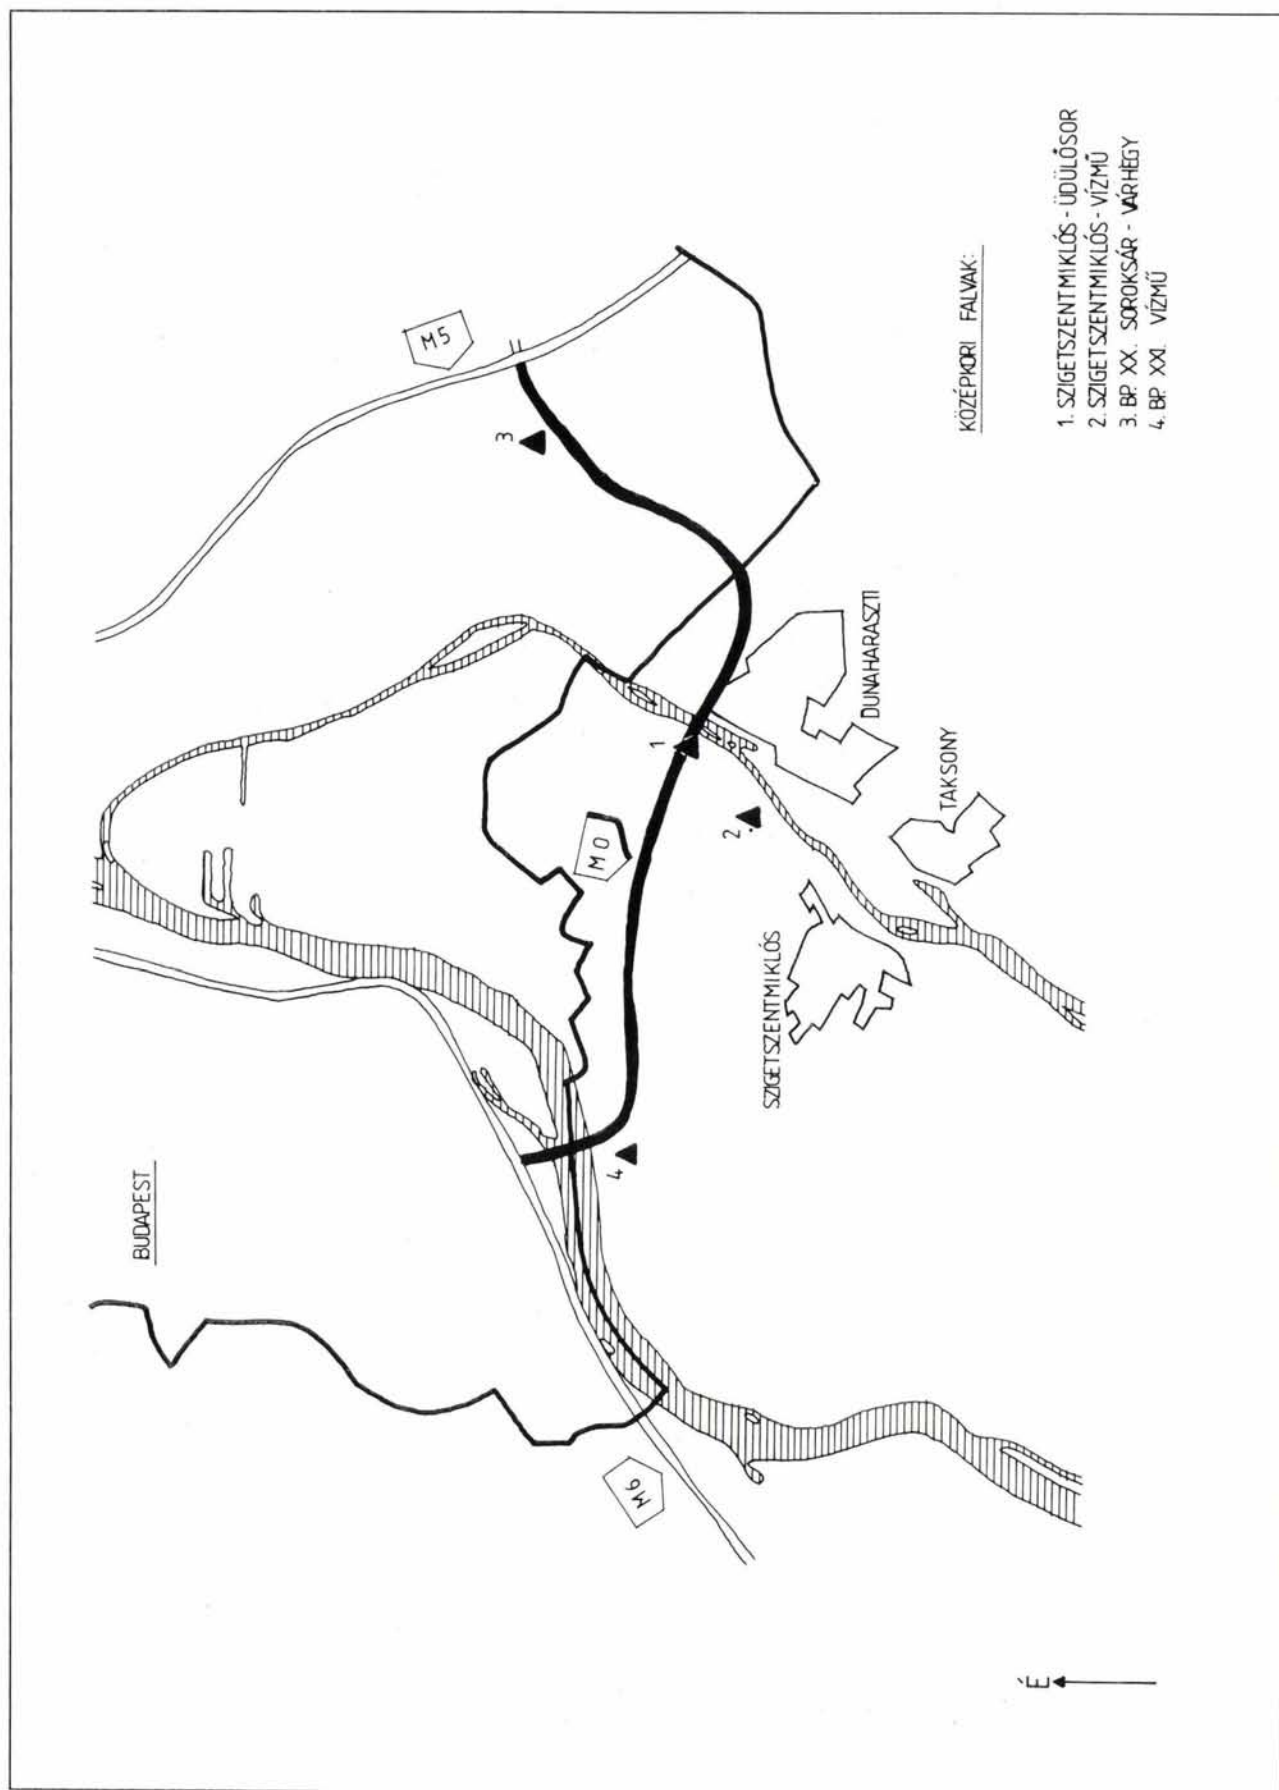 BUDAPEST
M5
3
M0
4
M6
1
2
SZIGETSZENTMIKLÓS
DUNAHARASZTI
TAKSONY
KÖZÉPKORI FALVAK:
É
1. SZIGETSZENTMIKLÓS - ÜDÜLŐSOR
2. SZIGETSZENTMIKLÓS - VÍZMŰ
3. BP. XX. SOROKSÁR - VÁRHEGY
4. BP. XXI. VÍZMŰ